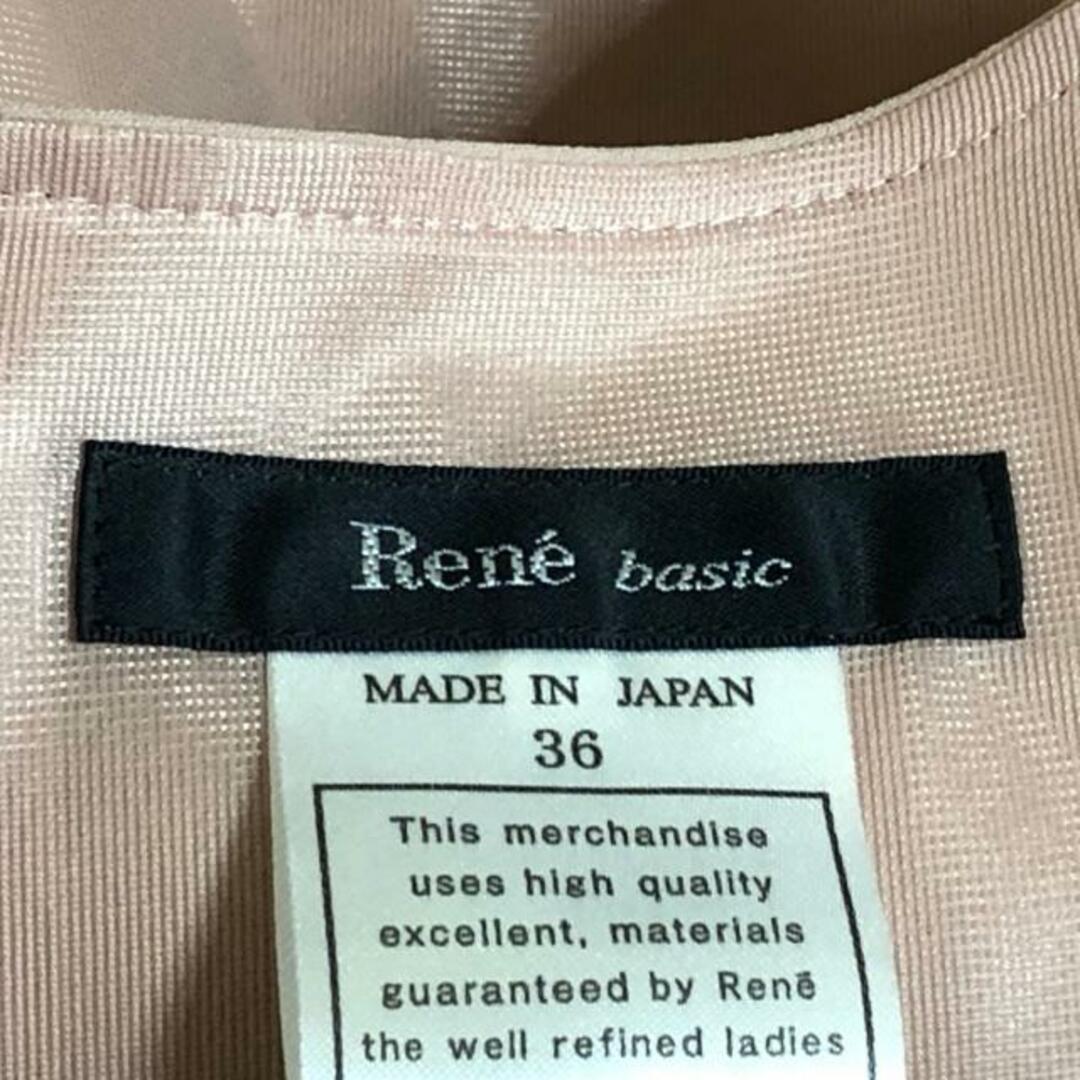 René basic
MADE IN JAPAN
36
This merchandise
uses high quality
excellent, materials
guaranteed by Renē
the well refined ladies